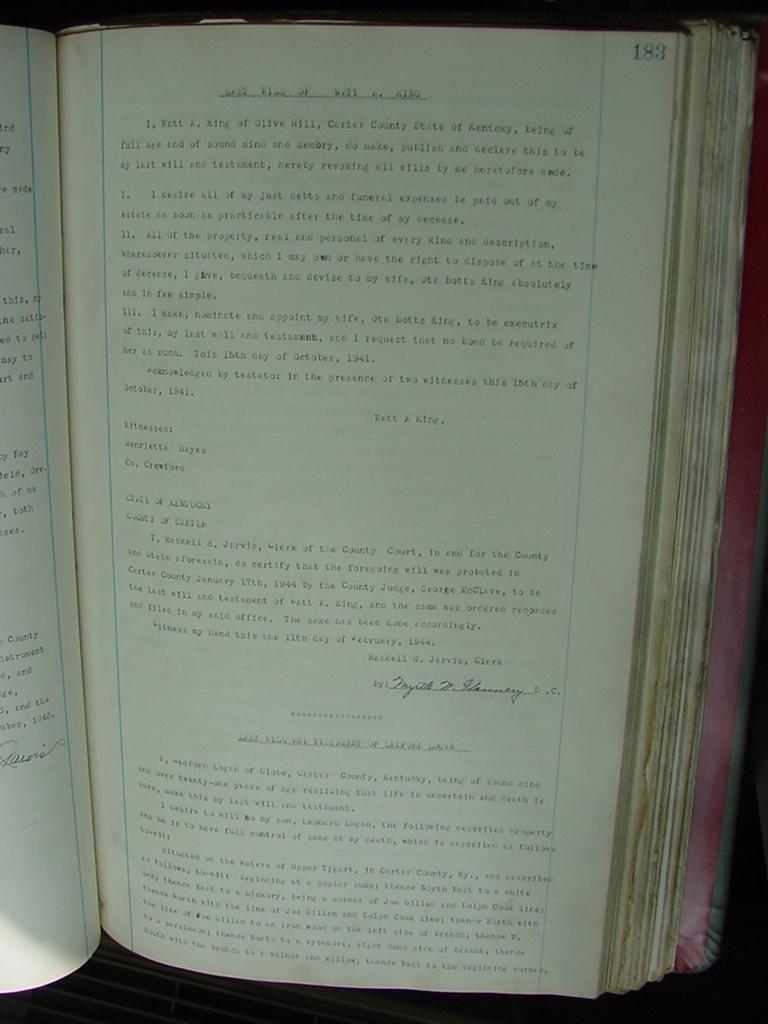 183
LAST WILL OF WATT A. KING
I, Watt A. King of Olive Hill, Carter County State of Kentcky, being of
full age and of sound mind and memory, do make, publish and declare this to be
my last will and testament, hereby revoking all wills by me heretofore made.
I. I desire all of my just debts and funeral expenses be paid out of my
estate as soon as practicable after the time of my decease.
11. All of the property, real and personal of every kind and description,
wheresoever situated, which I may own or have the right to dispose of at the time
of decease, I give, bequeath and devise to my wife, Ota Botts King absolutely
and in fee simple.
111. I make, nominate and appoint my wife, Ota Botts King, to be executrix
of this, my last will and testament, and I request that no bond be required of
her as such. This 15th day of October, 1941.
Acknowledged by testator in the presence of two witnesses this 15th day of
October, 1941.
Watt A King.
Witnesses:
Henrietta Hayes
Co. Crawford
STATE OF KENTUCKY
COUNTY OF CARTER
I, Haskell H. Jarvis, Clerk of the County Court, in and for the County
and State aforesaid, do certify that the foregoing will was probated in
Carter County January 17th, 1944 by the County Judge, George McClave, to be
the last will and testament of Watt A. King, and the same was ordered recorded
and filed in my said office. The same has been done accordingly.
Witness my hand this the 11th day of February, 1944.
Haskell H. Jarvis, Clerk
By: Myrtle W. Flannery D.C.
******************
LAST WILL AND TESTAMENT OF LOGAN
I, Logan of Globe, Carter County, Kentucky, being of sound mind
and over twenty-one years of age realizing that life is uncertain and death is
sure, make this my last will and testament.
I desire to will to my son, Leonard Logan, the following described property
and he is to have full control of same at my death, which is described as follows
to-wit:
Situated on the waters of Upper Tygart, in Carter County, Ky., and described
as follows, to-wit: Beginning at a popler sump; thence North East to a white
oak; thence East to a hickory, being a corner of Joe Gillem and Dolph Cook line;
thence North with the line of Joe Gillem and Dolph Cook line; thence North with
the line of Joe Gillem to an iron wood on the left side of branch; thence N.
to a persimmon; thence North to a sycamore, right hand side of branch; thence
South with the branch to a walnut and willow; thence East to the beginning corner.